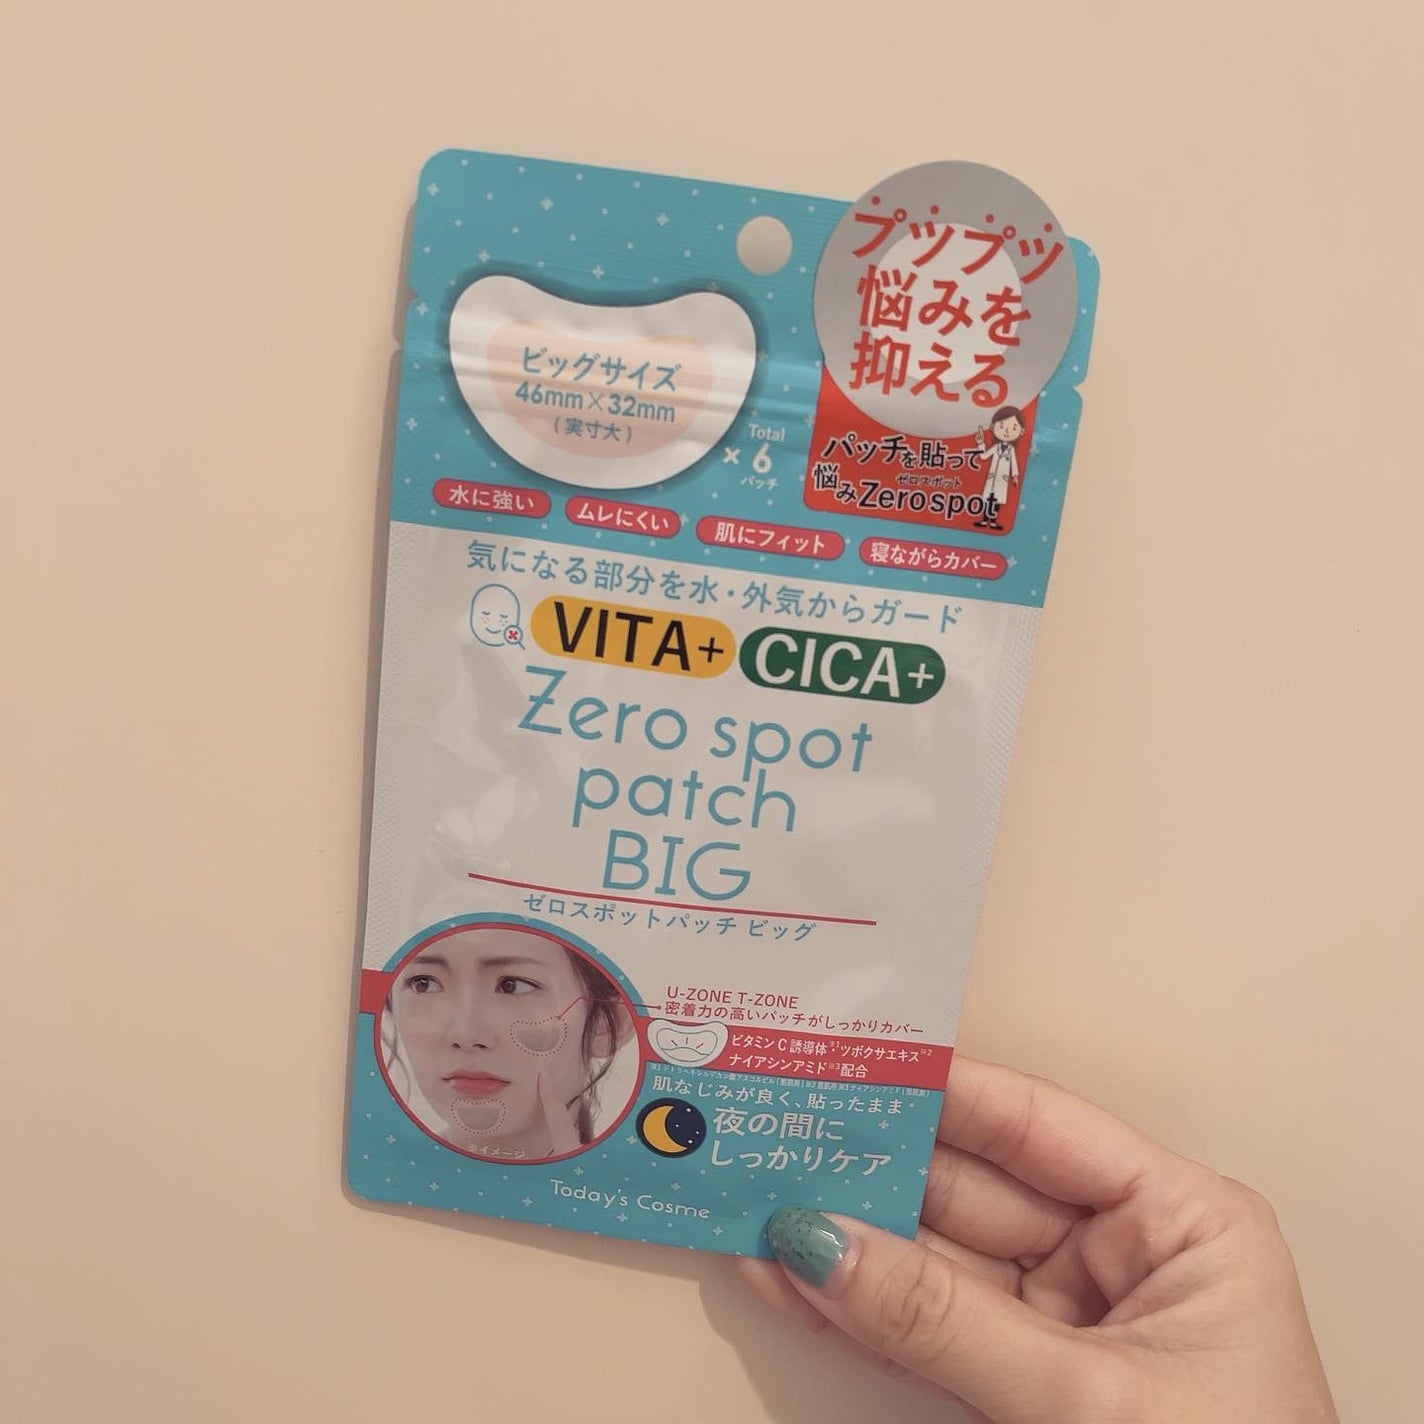 プツプツ
悩みを
抑える
パッチを貼って
ゼロスポット
悩みZerospot
ビッグサイズ
46mm×32mm
(実寸大)
Total
×6
パッチ
水に強い
ムレにくい
肌にフィット
寝ながらカバー
気になる部分を水・外気からガード
VITA+ CICA+
Zero spot
patch
BIG
ゼロスポットパッチ ビッグ
U-ZONE T-ZONE
密着力の高いパッチがしっかりカバー
ビタミンC誘導体※1・ツボクサエキス※2
ナイアシンアミド※3配合
肌なじみが良く、貼ったまま
夜の間に
しっかりケア
※イメージ
Today's Cosme